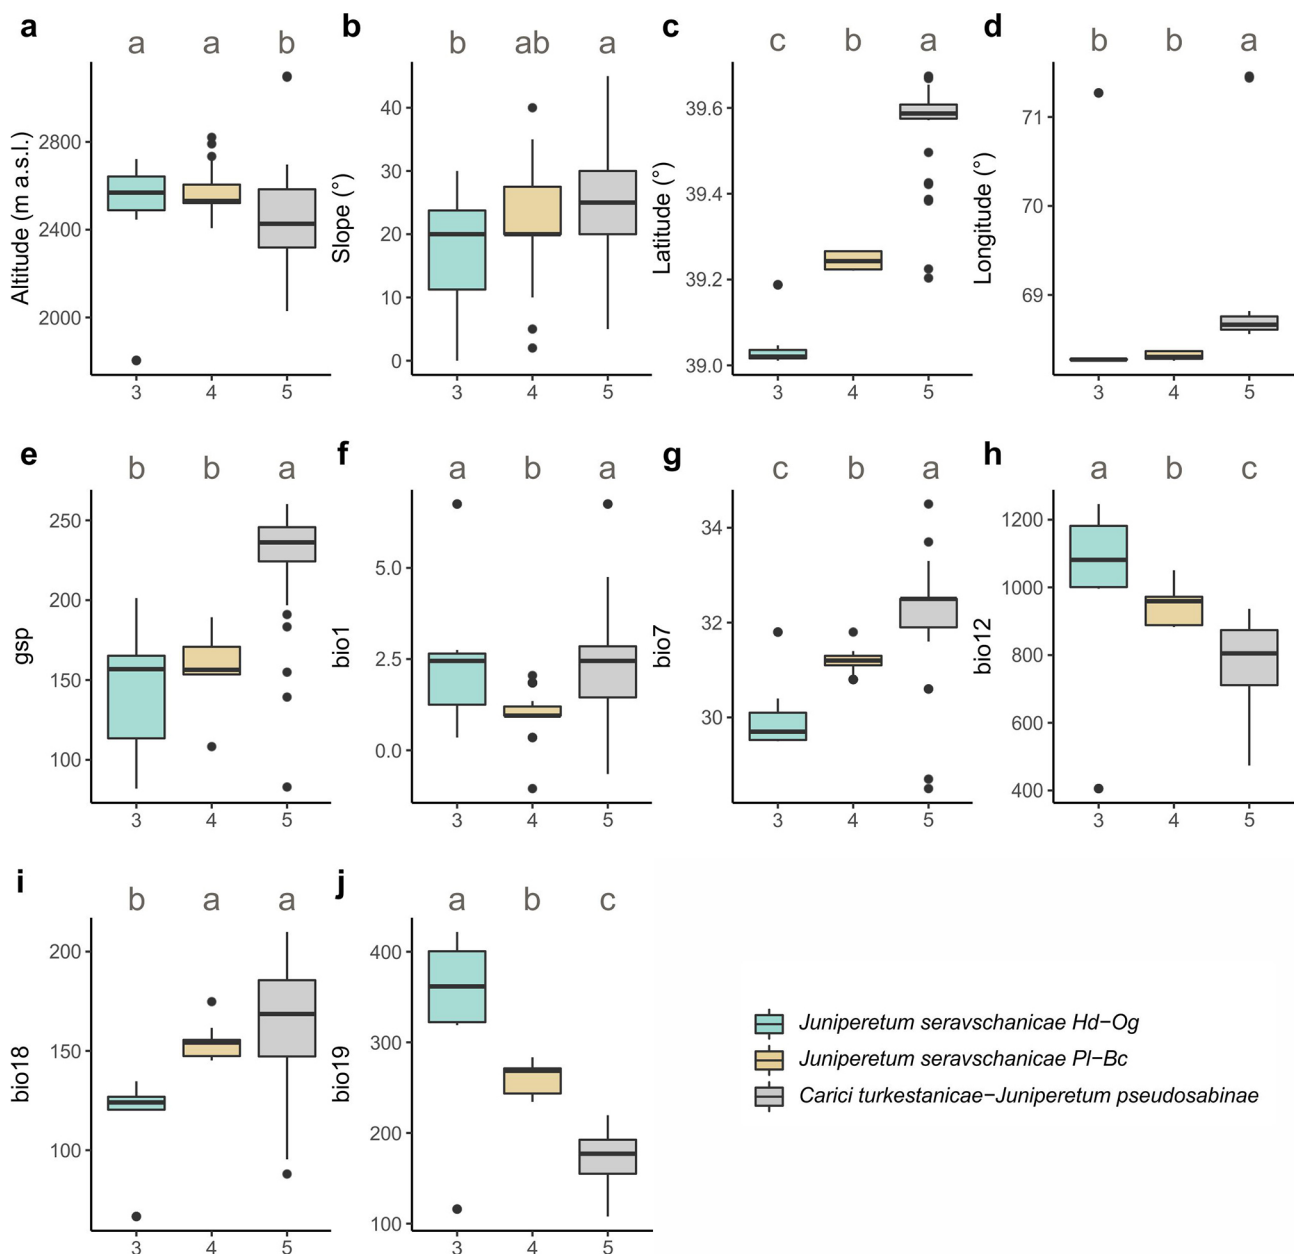 a b c d
a a b b ab a c b a b b a
Altitude (m a.s.l.)
2800
2400
2000
3 4 5
Slope (°)
40
30
20
10
0
3 4 5
Latitude (°)
39.6
39.4
39.2
39.0
3 4 5
Longitude (°)
71
70
69
3 4 5
e f g h
b b a a b a c b a a b c
gsp
250
200
150
100
3 4 5
bio1
5.0
2.5
0.0
3 4 5
bio7
34
32
30
3 4 5
bio12
1200
1000
800
600
400
3 4 5
i j
b a a a b c
bio18
200
150
100
3 4 5
bio19
400
300
200
100
3 4 5
Juniperetum seravschanicae Hd−Og
Juniperetum seravschanicae Pl−Bc
Carici turkestanicae−Juniperetum pseudosabinae